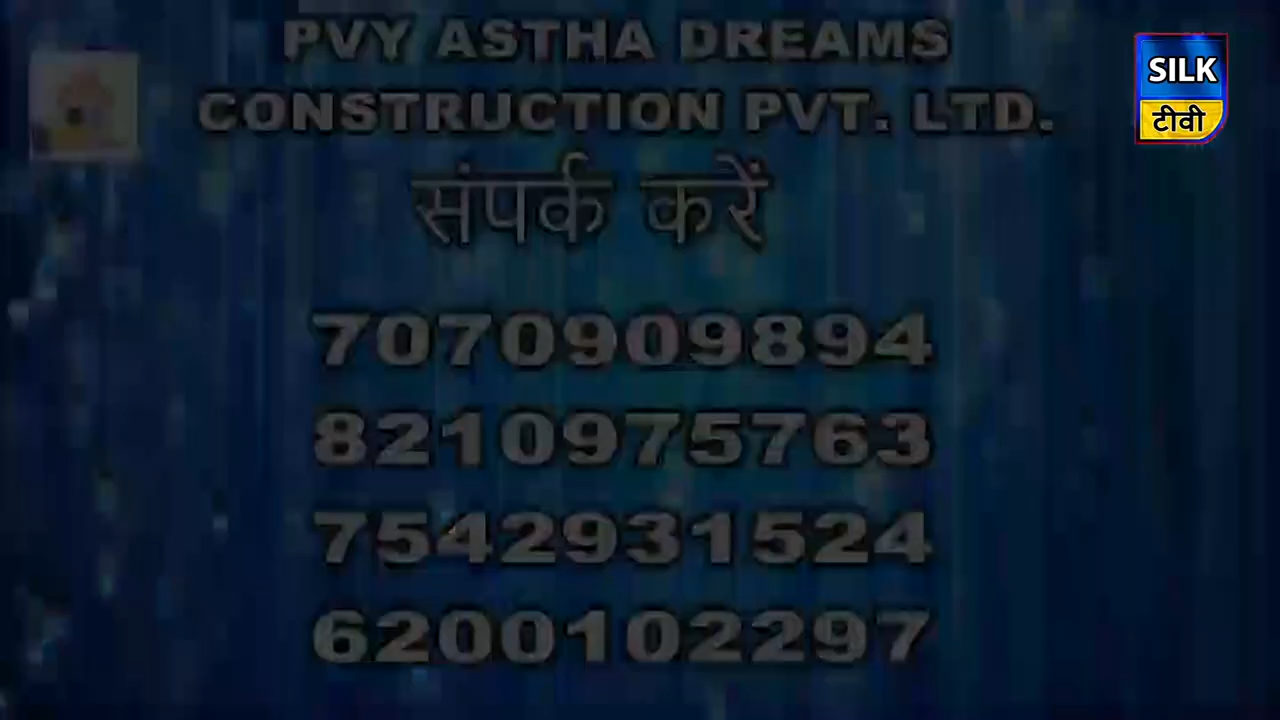 PVY ASTHA DREAMS
CONSTRUCTION PVT. LTD.
संपर्क करें
7070909894
8210975763
7542931524
6200102297
SILK
टीवी